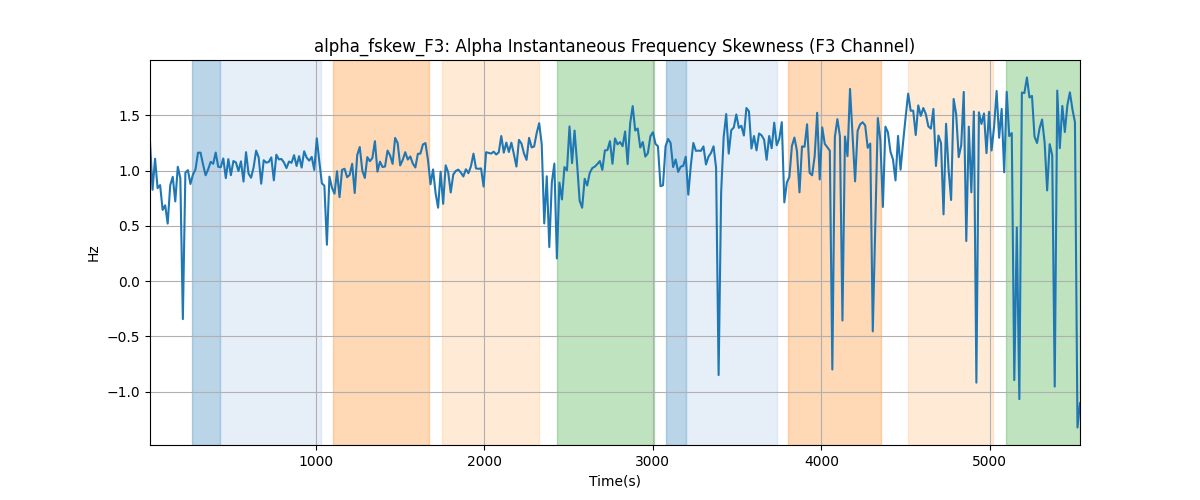 alpha_fskew_F3: Alpha Instantaneous Frequency Skewness (F3 Channel)
1.5
1.0
0.5
0.0
−0.5
−1.0
Hz
1000 2000 3000 4000 5000
Time(s)